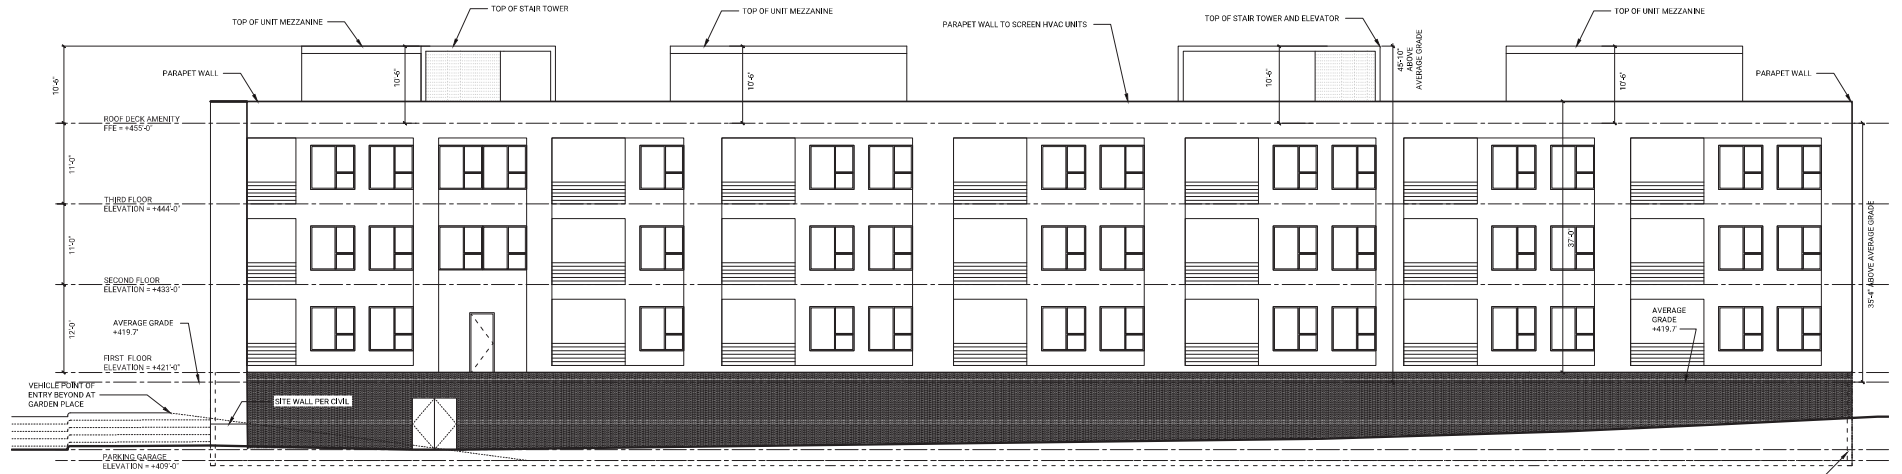 TOP OF UNIT MEZZANINE
TOP OF STAIR TOWER
TOP OF UNIT MEZZANINE
PARAPET WALL TO SCREEN HVAC UNITS
TOP OF STAIR TOWER AND ELEVATOR
TOP OF UNIT MEZZANINE
45'-10"
ABOVE
AVERAGE GRADE
PARAPET WALL
PARAPET WALL
10'-6"
10'-6"
10'-6"
10'-6"
10'-6"
ROOF DECK AMENITY
FFE = +455'-0"
11'-0"
THIRD FLOOR
ELEVATION = +444'-0"
11'-0"
37'-0"
35'-4" ABOVE AVERAGE GRADE
SECOND FLOOR
ELEVATION = +433'-0"
12'-0"
AVERAGE GRADE
+419.7'
AVERAGE
GRADE
+419.7'
FIRST FLOOR
ELEVATION = +421'-0"
VEHICLE POINT OF
ENTRY BEYOND AT
GARDEN PLACE
SITE WALL PER CIVIL
PARKING GARAGE
ELEVATION = +409'-0"